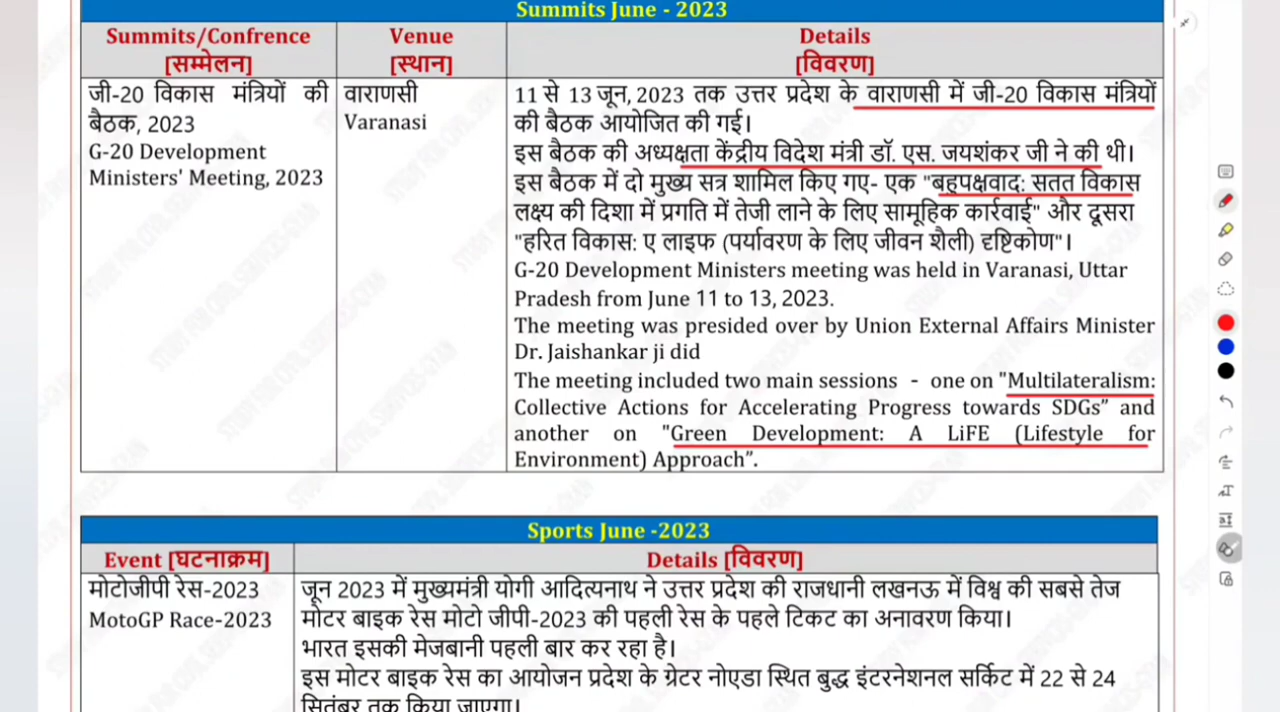 Summits June - 2023
Summits/Confrence
[सम्मेलन]
Venue
[स्थान]
Details
[विवरण]
जी-20 विकास मंत्रियों की
बैठक, 2023
G-20 Development
Ministers' Meeting, 2023
वाराणसी
Varanasi
11 से 13 जून, 2023 तक उत्तर प्रदेश के वाराणसी में जी-20 विकास मंत्रियों
की बैठक आयोजित की गई।
इस बैठक की अध्यक्षता केंद्रीय विदेश मंत्री डॉ. एस. जयशंकर जी ने की थी।
इस बैठक में दो मुख्य सत्र शामिल किए गए- एक "बहुपक्षवाद: सतत विकास
लक्ष्य की दिशा में प्रगति में तेजी लाने के लिए सामूहिक कार्रवाई" और दूसरा
"हरित विकास: ए लाइफ (पर्यावरण के लिए जीवन शैली) दृष्टिकोण"।
G-20 Development Ministers meeting was held in Varanasi, Uttar
Pradesh from June 11 to 13, 2023.
The meeting was presided over by Union External Affairs Minister
Dr. Jaishankar ji did
The meeting included two main sessions - one on "Multilateralism:
Collective Actions for Accelerating Progress towards SDGs” and
another on "Green Development: A LiFE (Lifestyle for
Environment) Approach”.
Sports June -2023
Event [घटनाक्रम]
Details [विवरण]
मोटोजीपी रेस-2023
MotoGP Race-2023
जून 2023 में मुख्यमंत्री योगी आदित्यनाथ ने उत्तर प्रदेश की राजधानी लखनऊ में विश्व की सबसे तेज
मोटर बाइक रेस मोटो जीपी-2023 की पहली रेस के पहले टिकट का अनावरण किया।
भारत इसकी मेजबानी पहली बार कर रहा है।
इस मोटर बाइक रेस का आयोजन प्रदेश के ग्रेटर नोएडा स्थित बुद्ध इंटरनेशनल सर्किट में 22 से 24
सितंबर तक किया जाएगा।